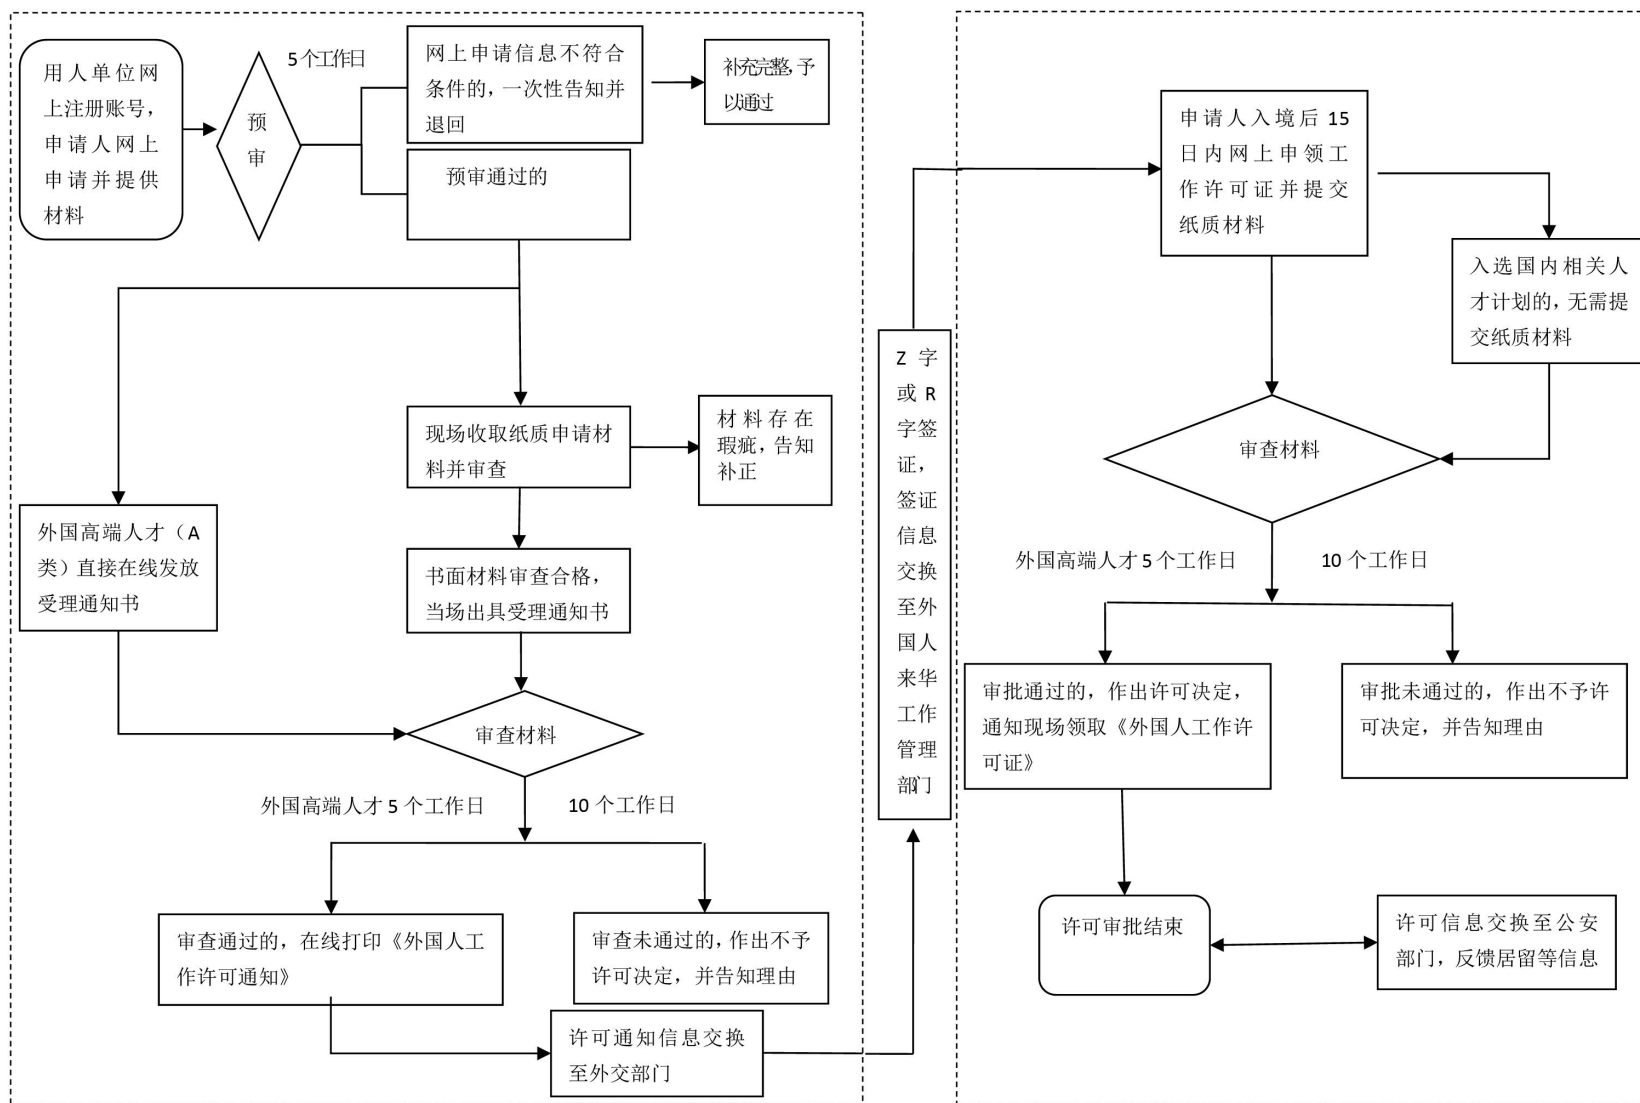 用人单位网
上注册账号，
申请人网上
申请并提供
材料
预
审
5个工作日
网上申请信息不符合
条件的，一次性告知并
退回
补充完整，予
以通过
预审通过的
现场收取纸质申请材
料并审查
材料存在
瑕疵，告知
补正
外国高端人才（A
类）直接在线发放
受理通知书
书面材料审查合格，
当场出具受理通知书
审查材料
外国高端人才5个工作日
10个工作日
审查通过的，在线打印《外国人工
作许可通知》
审查未通过的，作出不予
许可决定，并告知理由
许可通知信息交换
至外交部门
Z字
或R
字签
证，
签证
信息
交换
至外
国人
来华
工作
管理
部门
申请人入境后15
日内网上申领工
作许可证并提交
纸质材料
入选国内相关人
才计划的，无需提
交纸质材料
审查材料
外国高端人才5个工作日
10个工作日
审批通过的，作出许可决定，
通知现场领取《外国人工作许
可证》
审批未通过的，作出不予许
可决定，并告知理由
许可审批结束
许可信息交换至公安
部门，反馈居留等信息